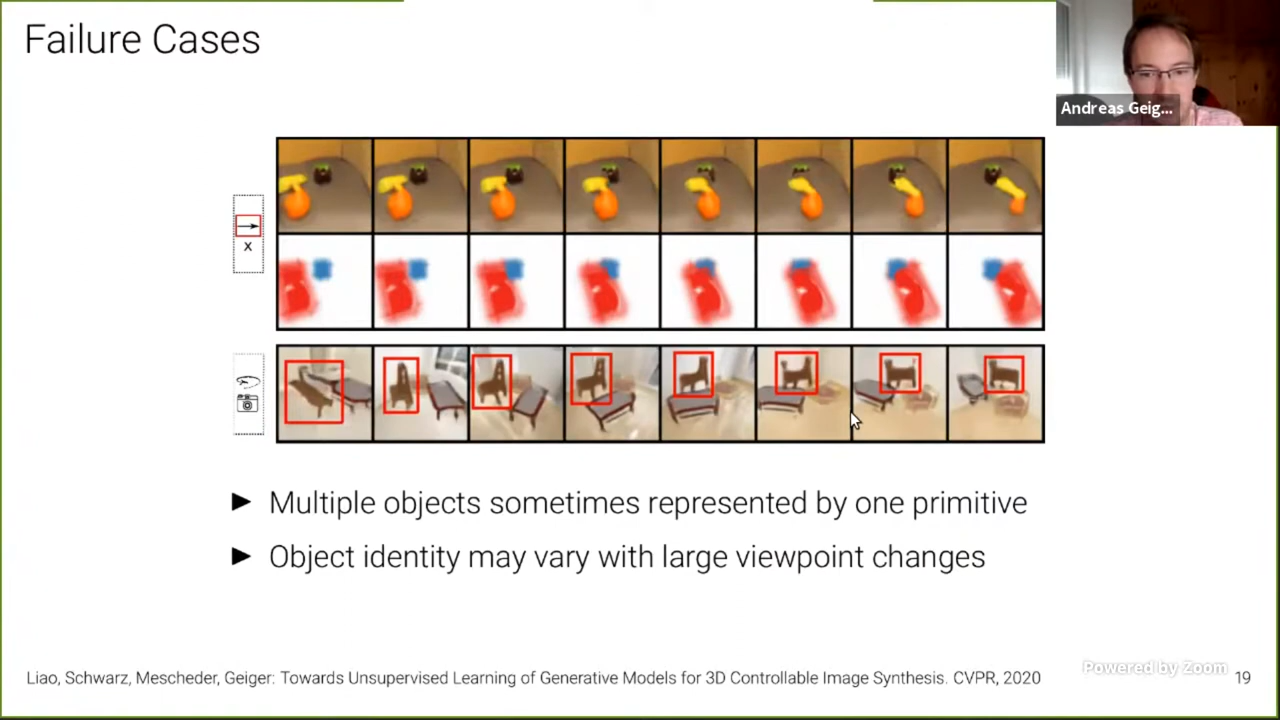 Failure Cases
Andreas Geig...
x
Multiple objects sometimes represented by one primitive
Object identity may vary with large viewpoint changes
Liao, Schwarz, Mescheder, Geiger: Towards Unsupervised Learning of Generative Models for 3D Controllable Image Synthesis. CVPR, 2020
Powered by Zoom
19